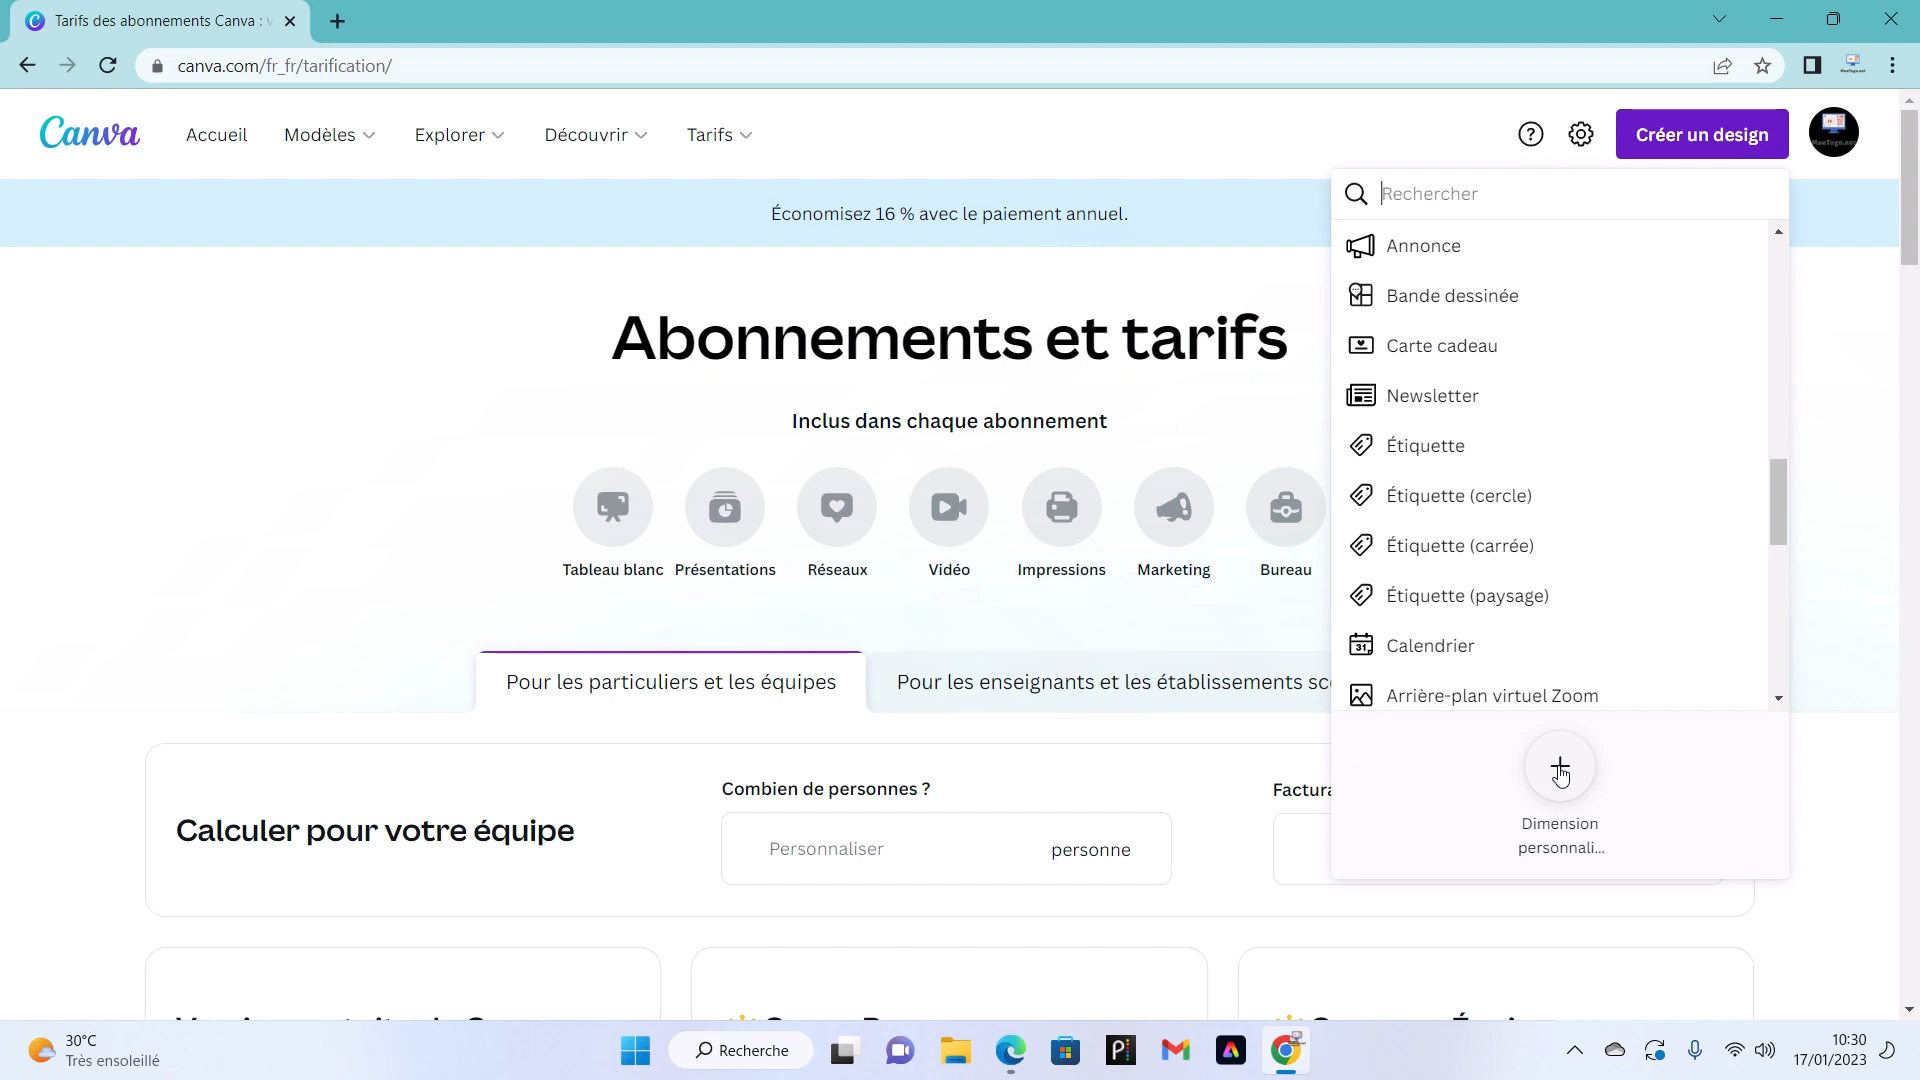 Tarifs des abonnements Canva :
canva.com/fr_fr/tarification/
Canva
Accueil
Modèles
Explorer
Découvrir
Tarifs
Créer un design
Économisez 16 % avec le paiement annuel.
Rechercher
Annonce
Bande dessinée
Carte cadeau
Newsletter
Étiquette
Étiquette (cercle)
Étiquette (carrée)
Étiquette (paysage)
Calendrier
Arrière-plan virtuel Zoom
Dimension
personnali...
Abonnements et tarifs
Inclus dans chaque abonnement
Tableau blanc
Présentations
Réseaux
Vidéo
Impressions
Marketing
Bureau
Pour les particuliers et les équipes
Pour les enseignants et les établissements sc
Calculer pour votre équipe
Combien de personnes ?
Personnaliser
personne
Factura
30°C
Très ensoleillé
Recherche
10:30
17/01/2023